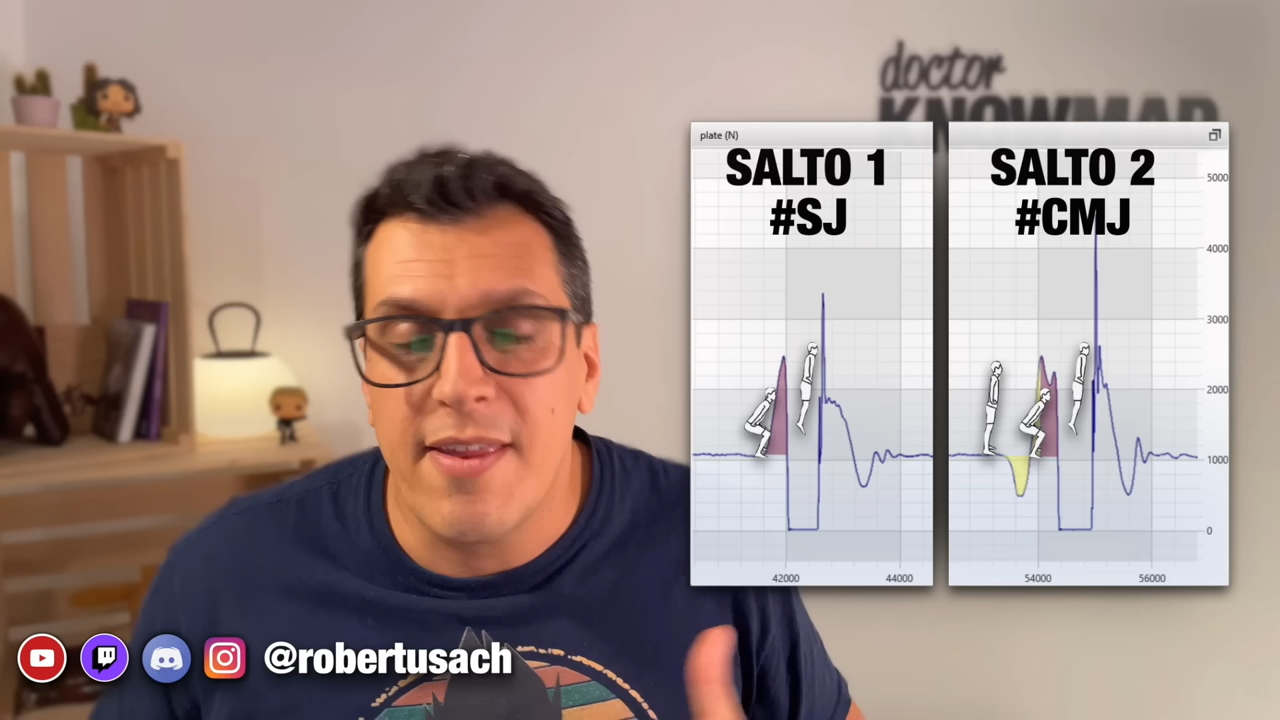 doctor
KNOWMAD
plate (N)
SALTO 1
#SJ
42000
44000
SALTO 2
#CMJ
5000
4000
3000
2000
1000
0
54000
56000
@robertusach